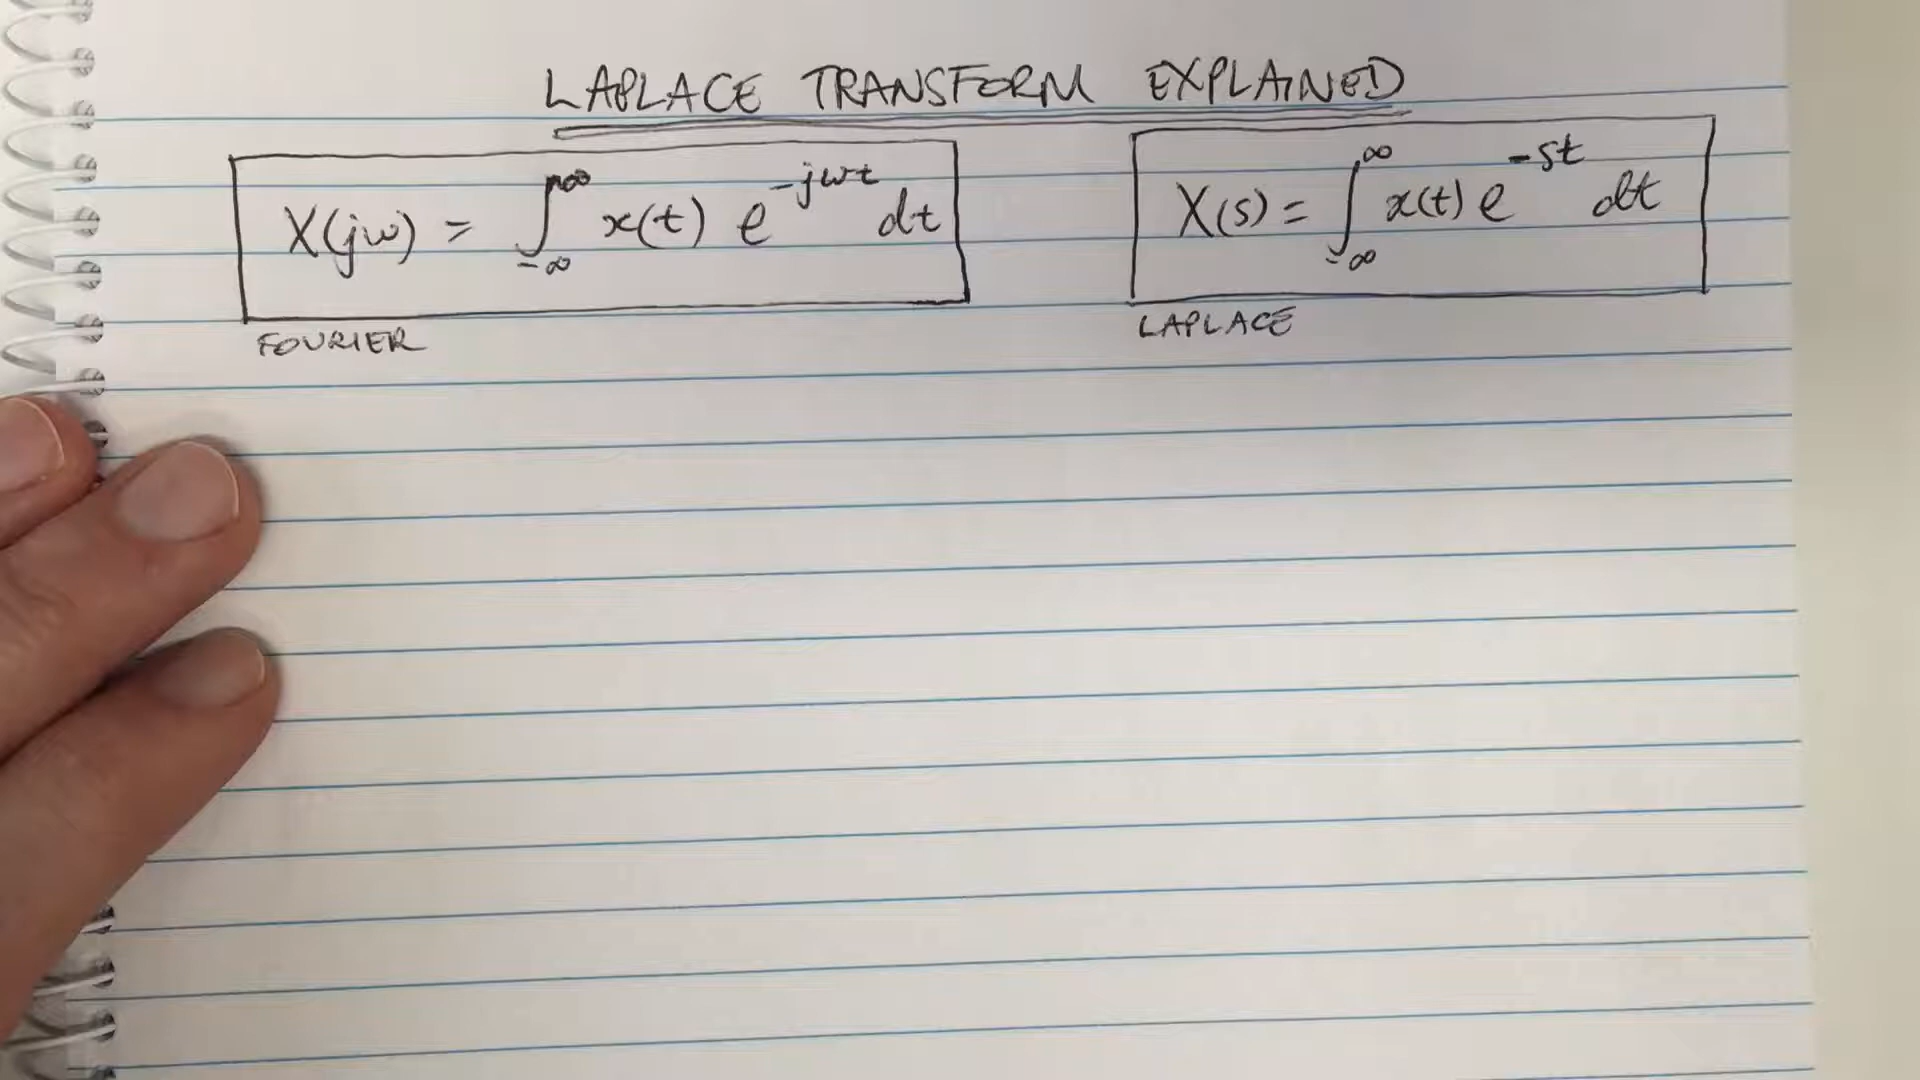 LAPLACE TRANSFORM EXPLAINED
X(jω) = ∫_{-∞}^{∞} x(t) e^{-jωt} dt
FOURIER
X(s) = ∫_{-∞}^{∞} x(t) e^{-st} dt
LAPLACE